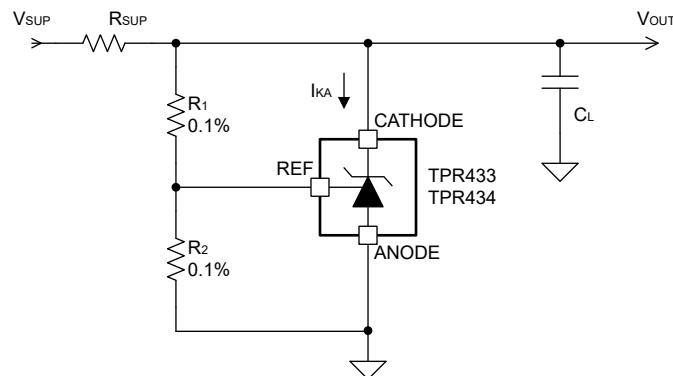 VSUP RSUP VOUT
R1
0.1%
IKA
CATHODE
CL
REF
TPR433
TPR434
R2
0.1%
ANODE